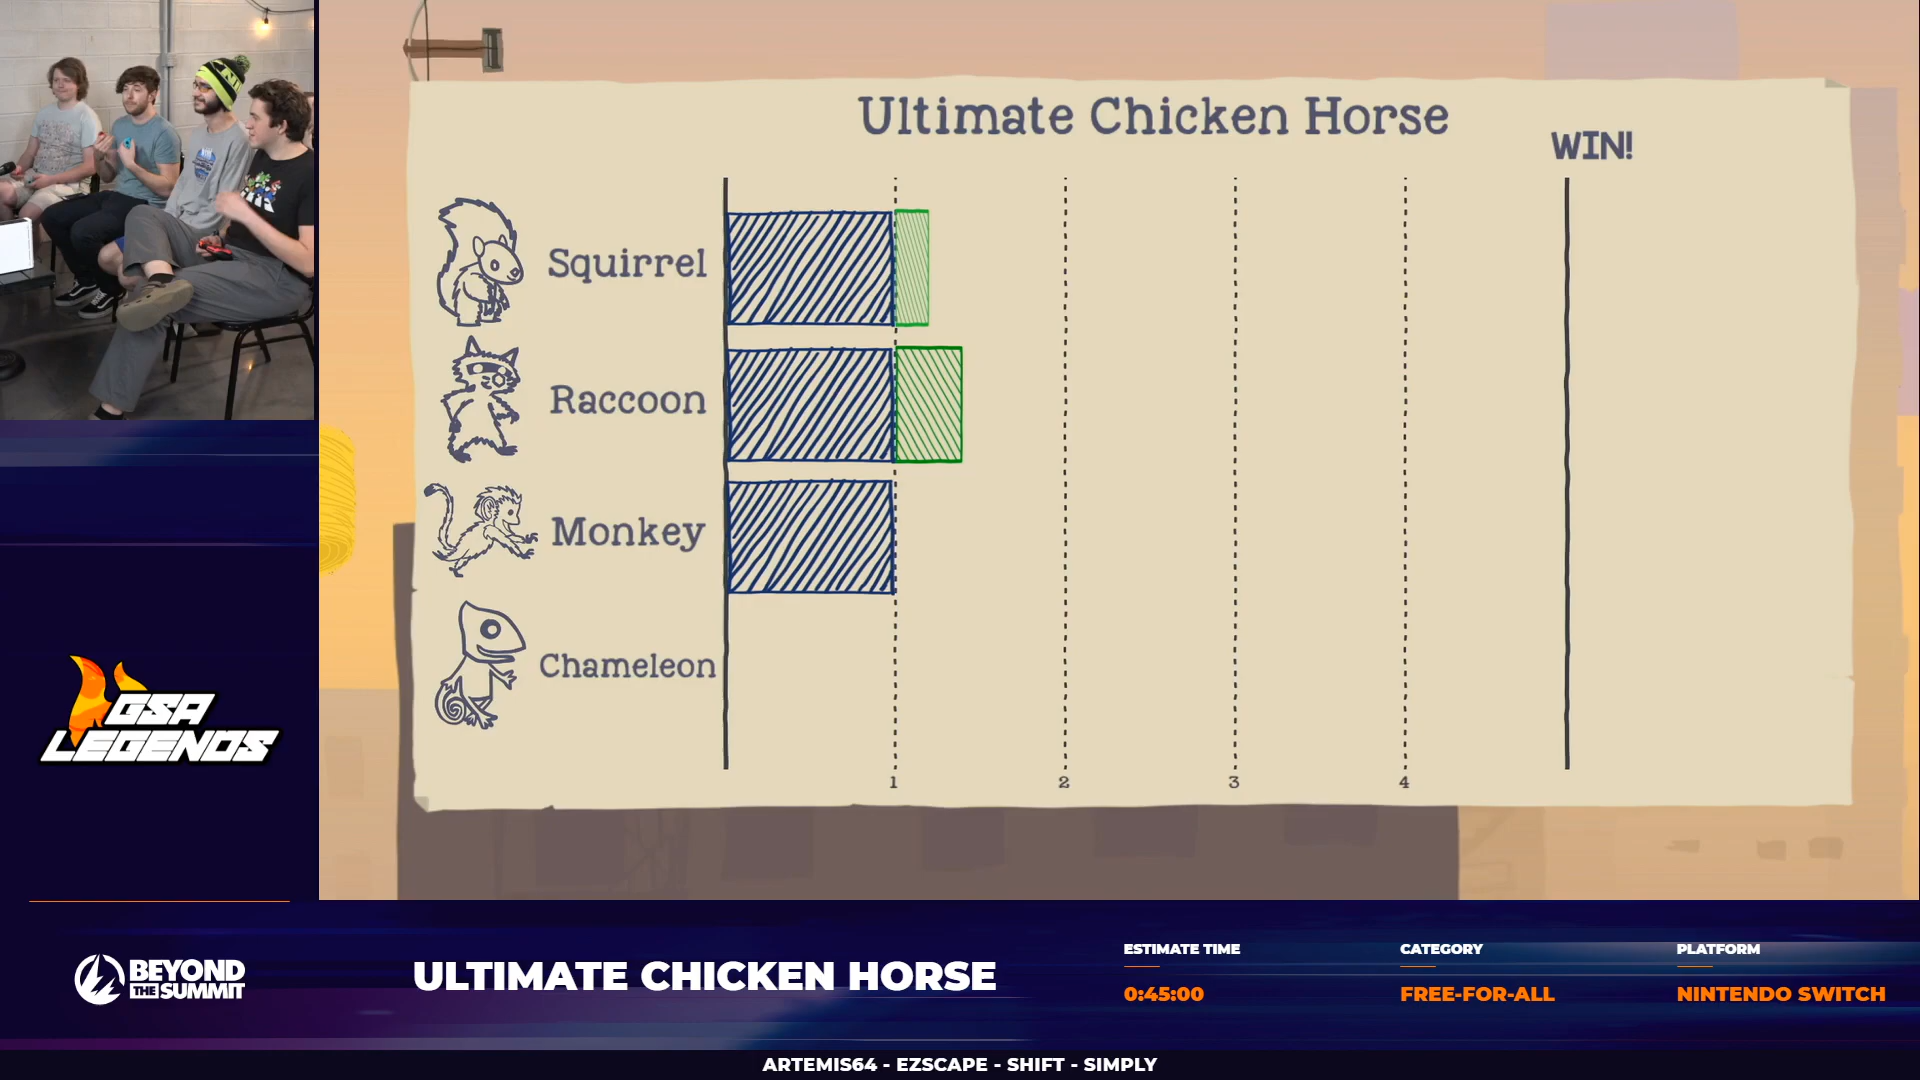 Ultimate Chicken Horse
WIN!
Squirrel
Raccoon
Monkey
Chameleon
1 2 3 4
GSA
LEGENDS
BEYOND
THE SUMMIT
ULTIMATE CHICKEN HORSE
ESTIMATE TIME
0:45:00
CATEGORY
FREE-FOR-ALL
PLATFORM
NINTENDO SWITCH
ARTEMIS64 - EZSCAPE - SHIFT - SIMPLY